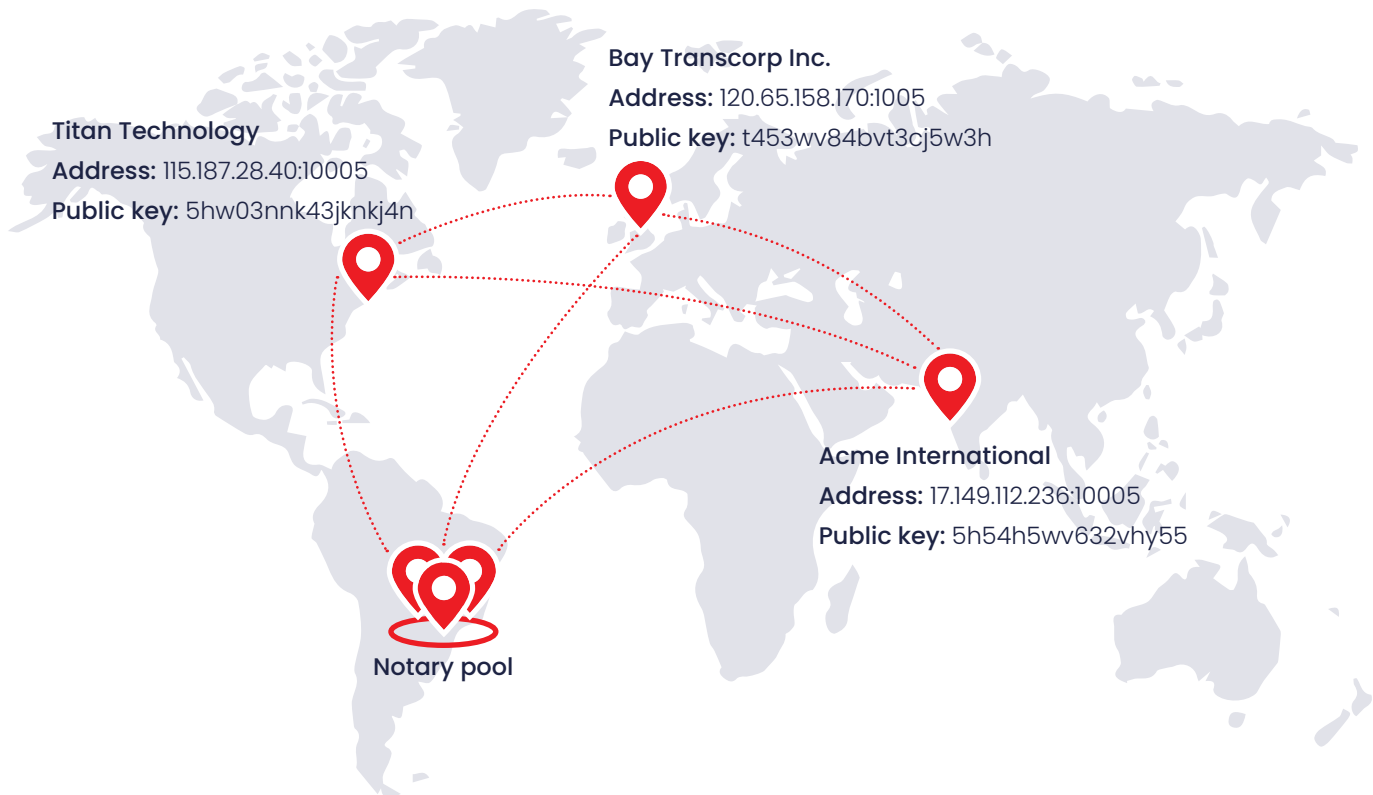 Bay Transcorp Inc.
Address: 120.65.158.170:1005
Public key: t453wv84bvt3cj5w3h
Titan Technology
Address: 115.187.28.40:10005
Public key: 5hw03nnk43jknkj4n
Acme International
Address: 17.149.112.236:10005
Public key: 5h54h5wv632vhy55
Notary pool